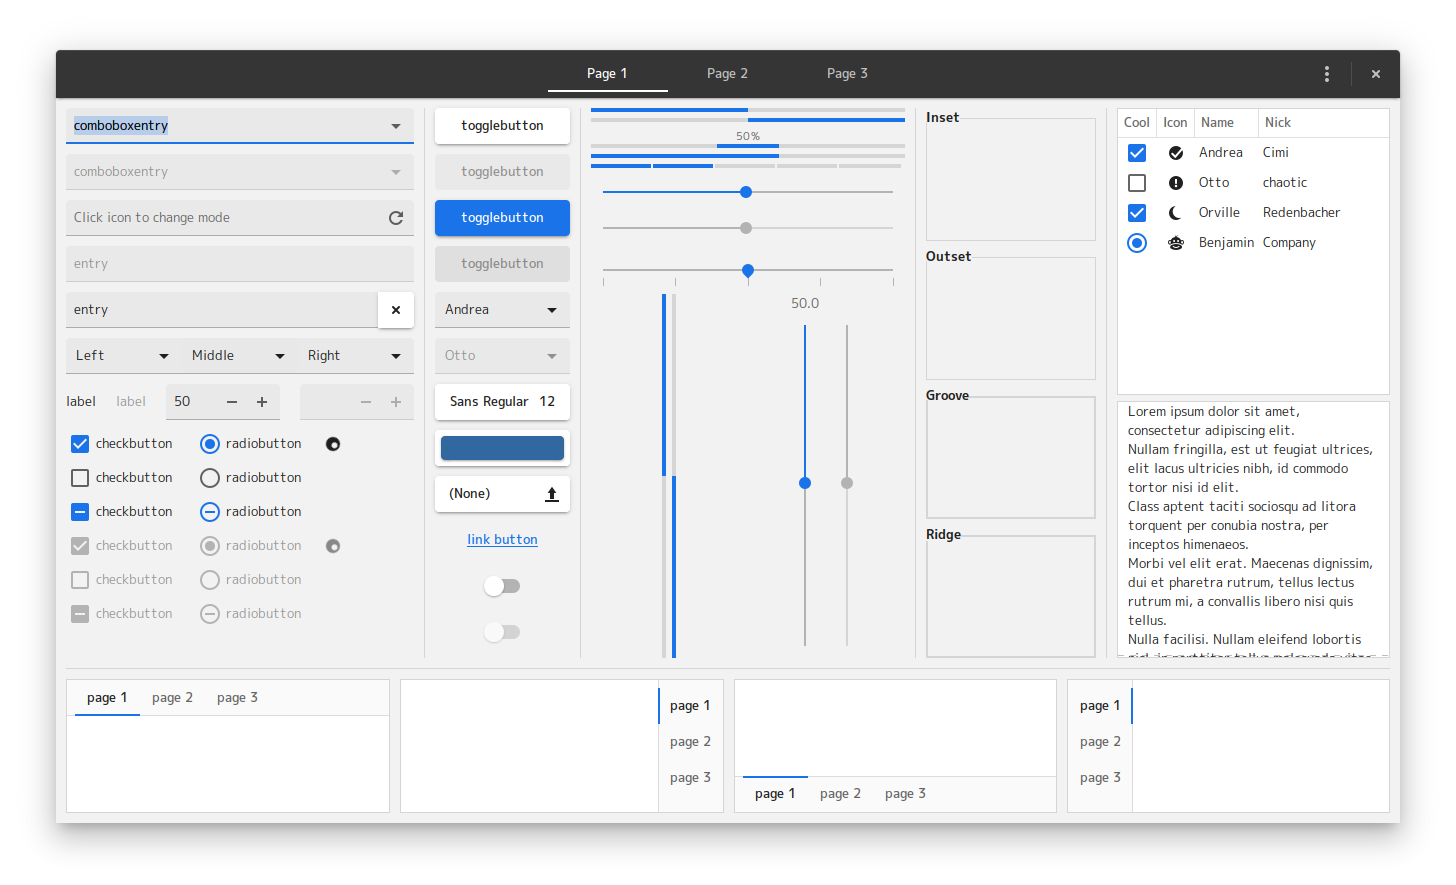 Page 1
Page 2
Page 3
comboboxentry
comboboxentry
Click icon to change mode
entry
entry
Left
Middle
Right
label
label
50
checkbutton
radiobutton
checkbutton
radiobutton
checkbutton
radiobutton
checkbutton
radiobutton
checkbutton
radiobutton
checkbutton
radiobutton
togglebutton
togglebutton
togglebutton
togglebutton
Andrea
Otto
Sans Regular 12
(None)
link button
50%
50.0
Inset
Outset
Groove
Ridge
Cool Icon Name Nick
Andrea Cimi
Otto chaotic
Orville Redenbacher
Benjamin Company
Lorem ipsum dolor sit amet,
consectetur adipiscing elit.
Nullam fringilla, est ut feugiat ultrices,
elit lacus ultricies nibh, id commodo
tortor nisi id elit.
Class aptent taciti sociosqu ad litora
torquent per conubia nostra, per
inceptos himenaeos.
Morbi vel elit erat. Maecenas dignissim,
dui et pharetra rutrum, tellus lectus
rutrum mi, a convallis libero nisi quis
tellus.
Nulla facilisi. Nullam eleifend lobortis
page 1
page 2
page 3
page 1
page 2
page 3
page 1
page 2
page 3
page 1
page 2
page 3